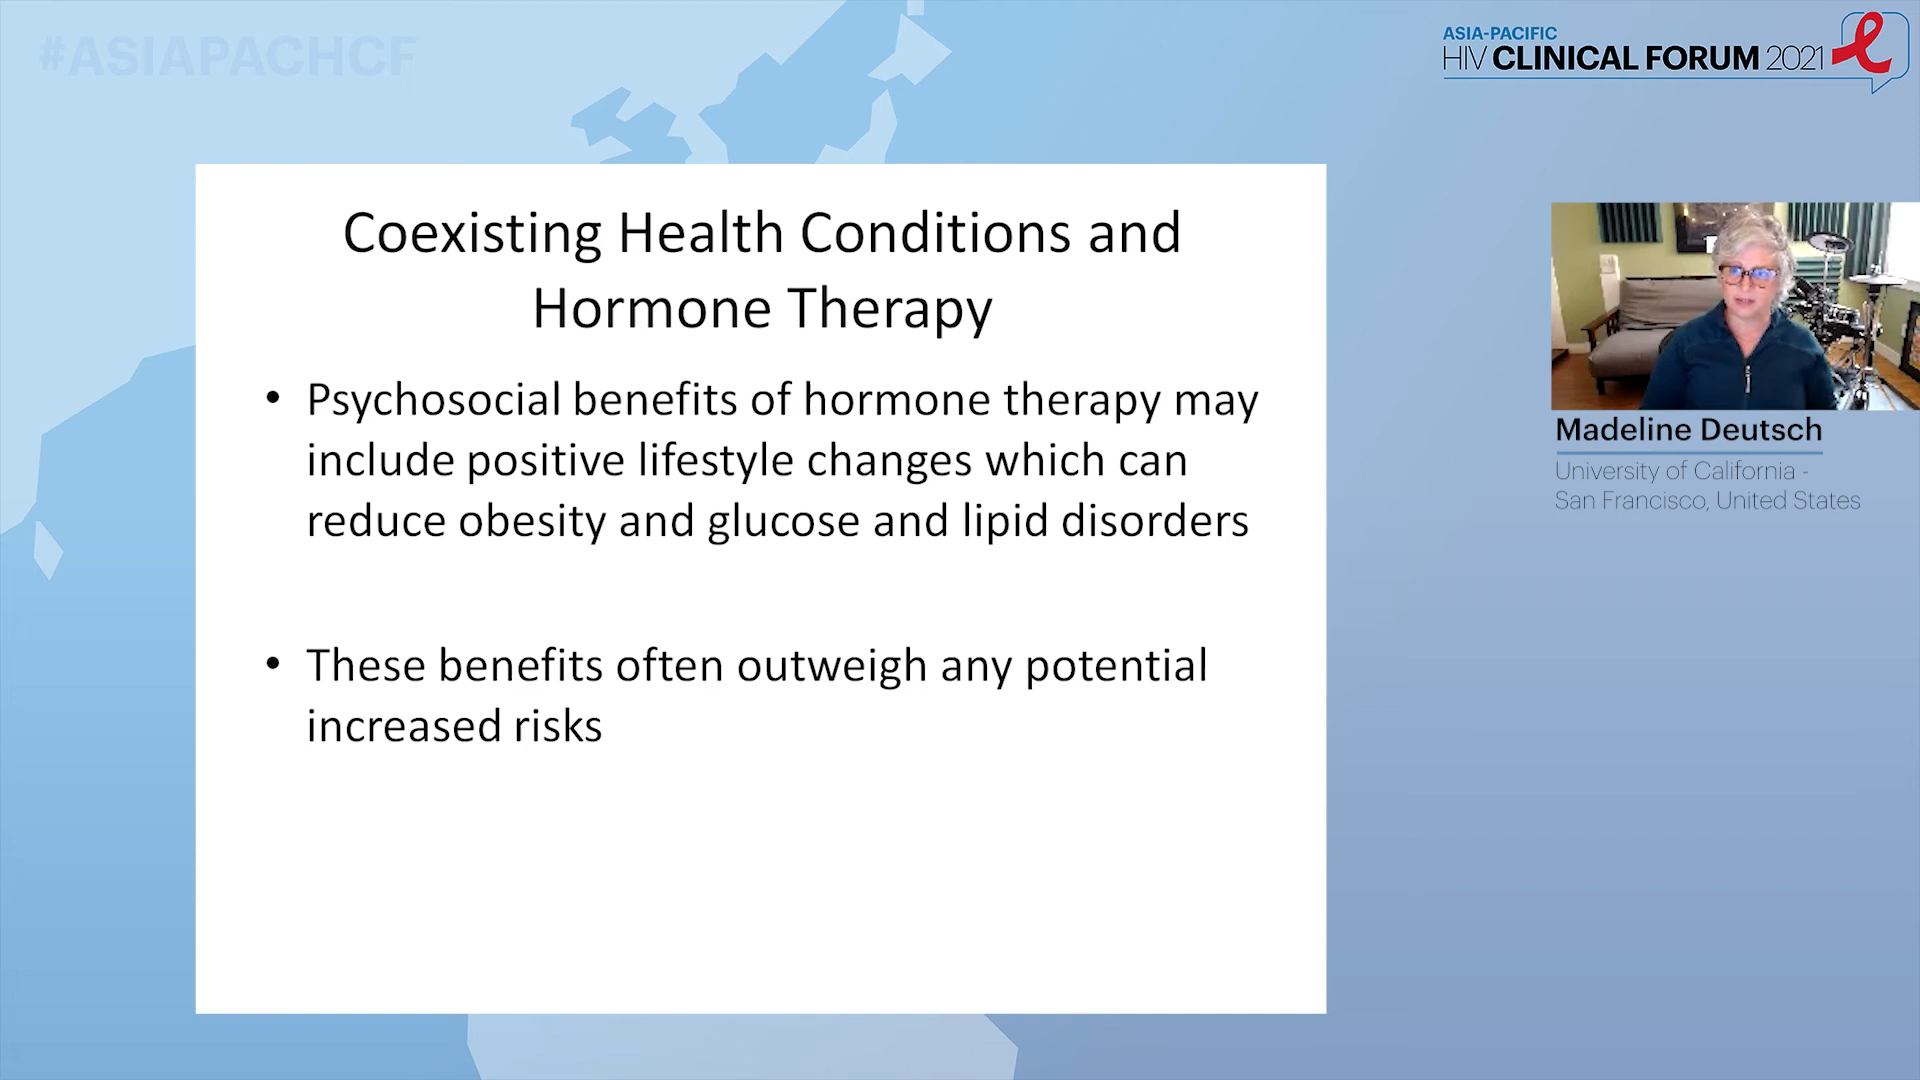 #ASIAPACHCF
ASIA-PACIFIC
HIV CLINICAL FORUM 2021
Coexisting Health Conditions and
Hormone Therapy
• Psychosocial benefits of hormone therapy may
include positive lifestyle changes which can
reduce obesity and glucose and lipid disorders
• These benefits often outweigh any potential
increased risks
Madeline Deutsch
University of California -
San Francisco, United States